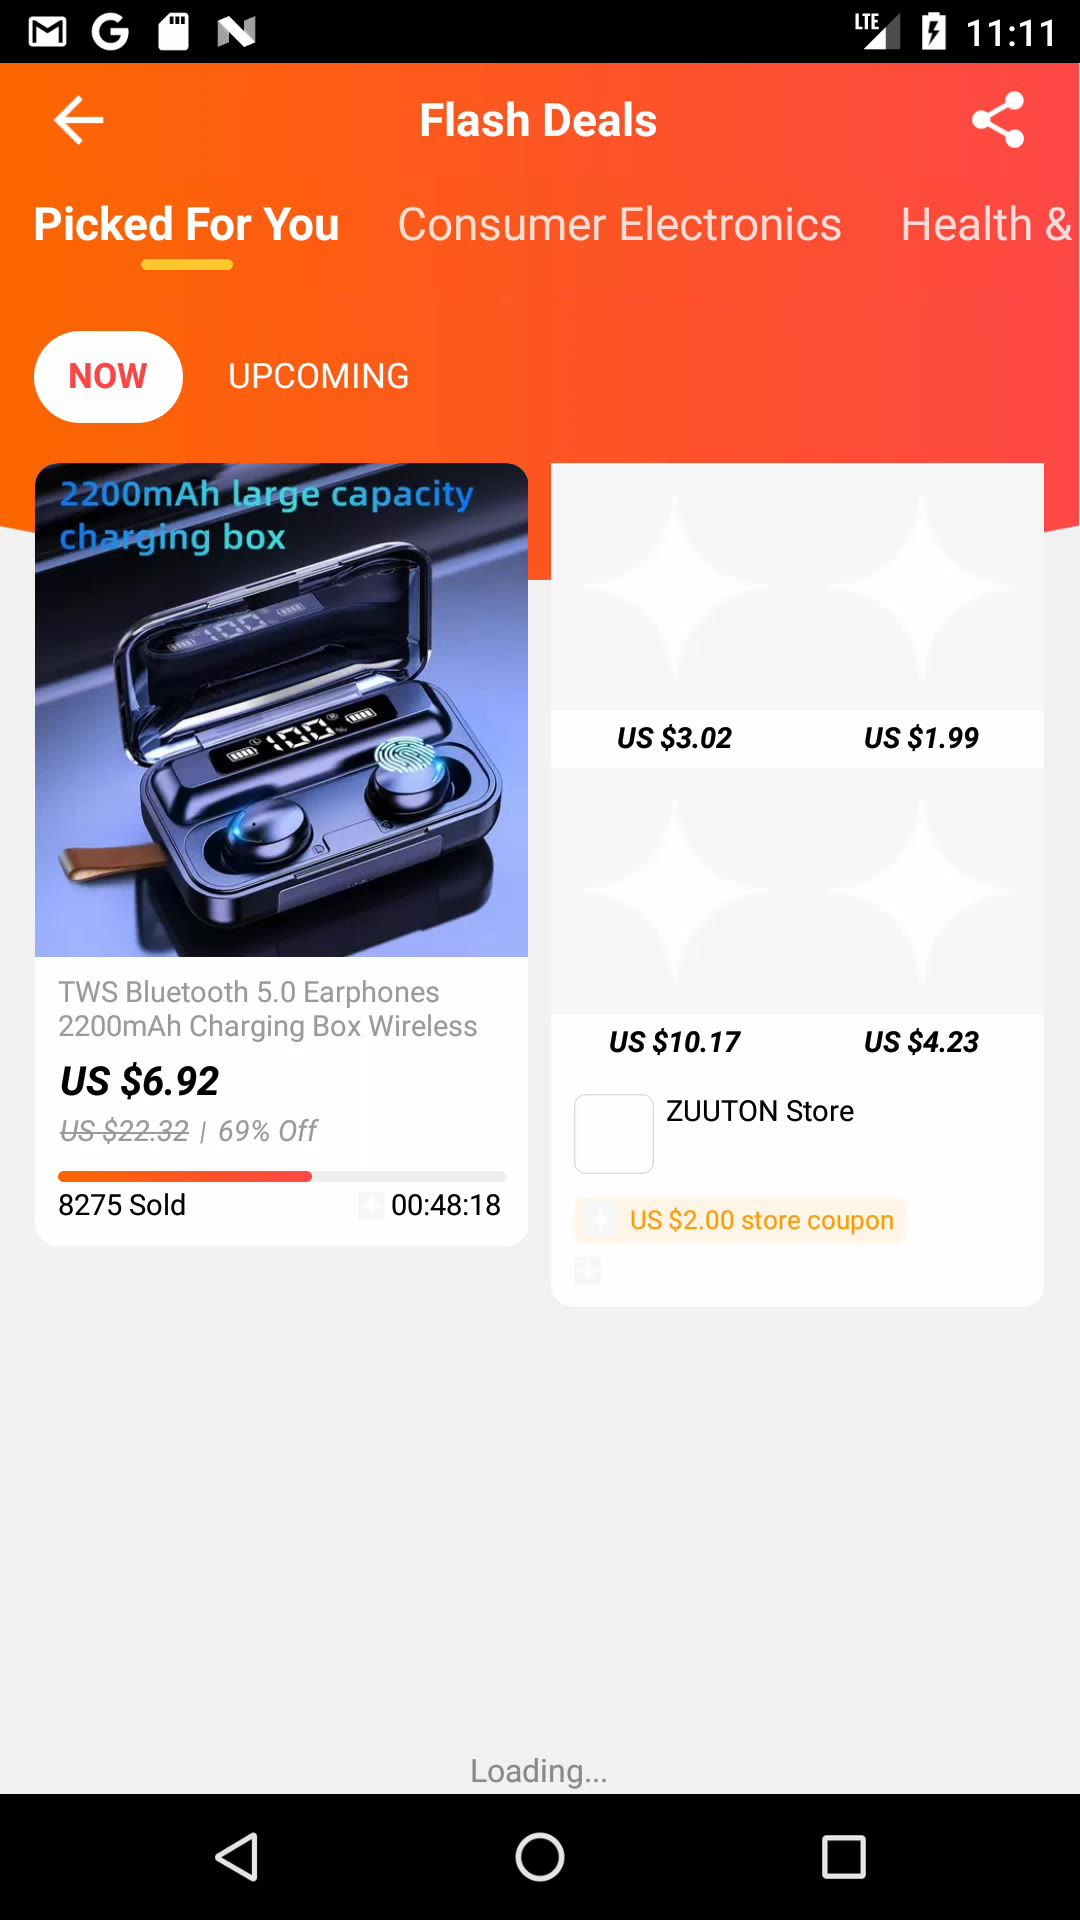 LTE 11:11
Flash Deals
Picked For You Consumer Electronics Health &
NOW UPCOMING
2200mAh large capacity
charging box
100
100 %
TWS Bluetooth 5.0 Earphones
2200mAh Charging Box Wireless
US $6.92
US $22.32 | 69% Off
8275 Sold 00:48:18
US $3.02 US $1.99
US $10.17 US $4.23
ZUUTON Store
US $2.00 store coupon
Loading...